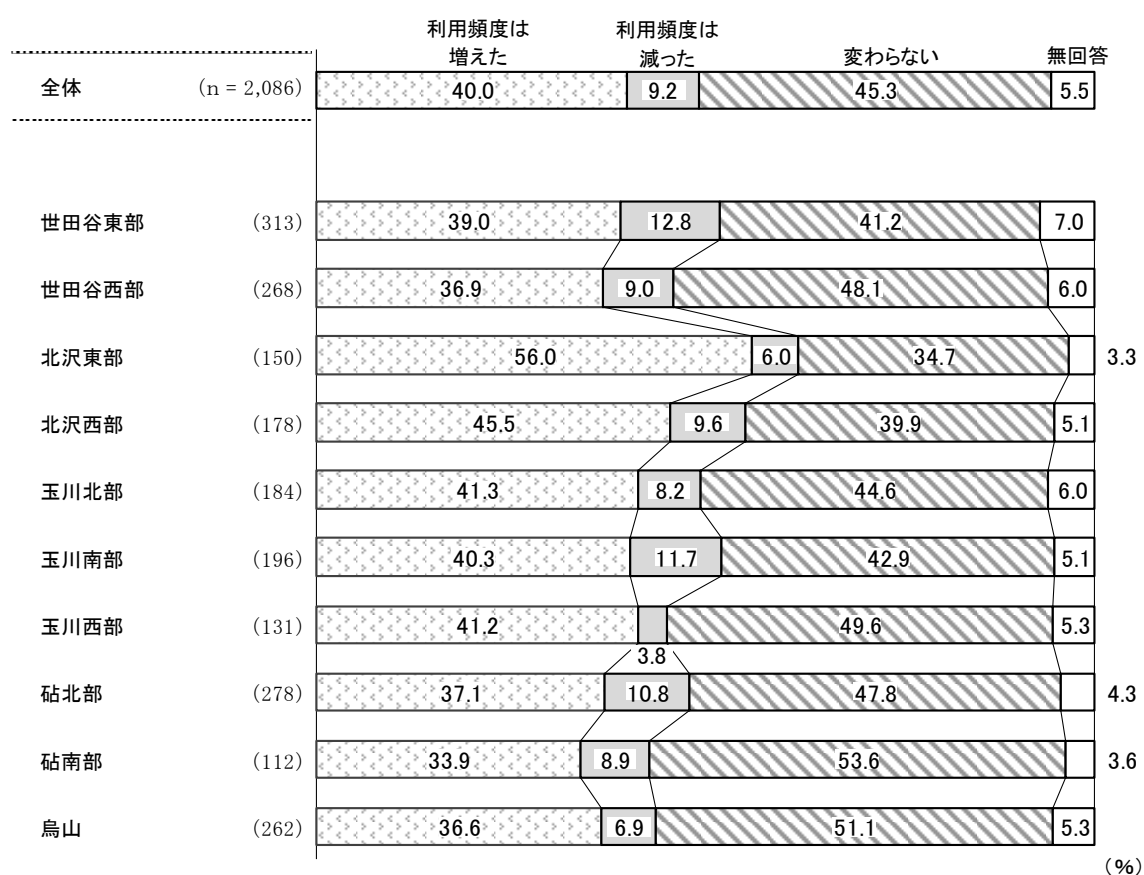 利用頻度は 利用頻度は
増えた 減った 変わらない 無回答
全体 (n = 2,086) 40.0 9.2 45.3 5.5
世田谷東部 (313) 39.0 12.8 41.2 7.0
世田谷西部 (268) 36.9 9.0 48.1 6.0
北沢東部 (150) 56.0 6.0 34.7 3.3
北沢西部 (178) 45.5 9.6 39.9 5.1
玉川北部 (184) 41.3 8.2 44.6 6.0
玉川南部 (196) 40.3 11.7 42.9 5.1
玉川西部 (131) 41.2 49.6 5.3
3.8
砧北部 (278) 37.1 10.8 47.8 4.3
砧南部 (112) 33.9 8.9 53.6 3.6
烏山 (262) 36.6 6.9 51.1 5.3
(%)